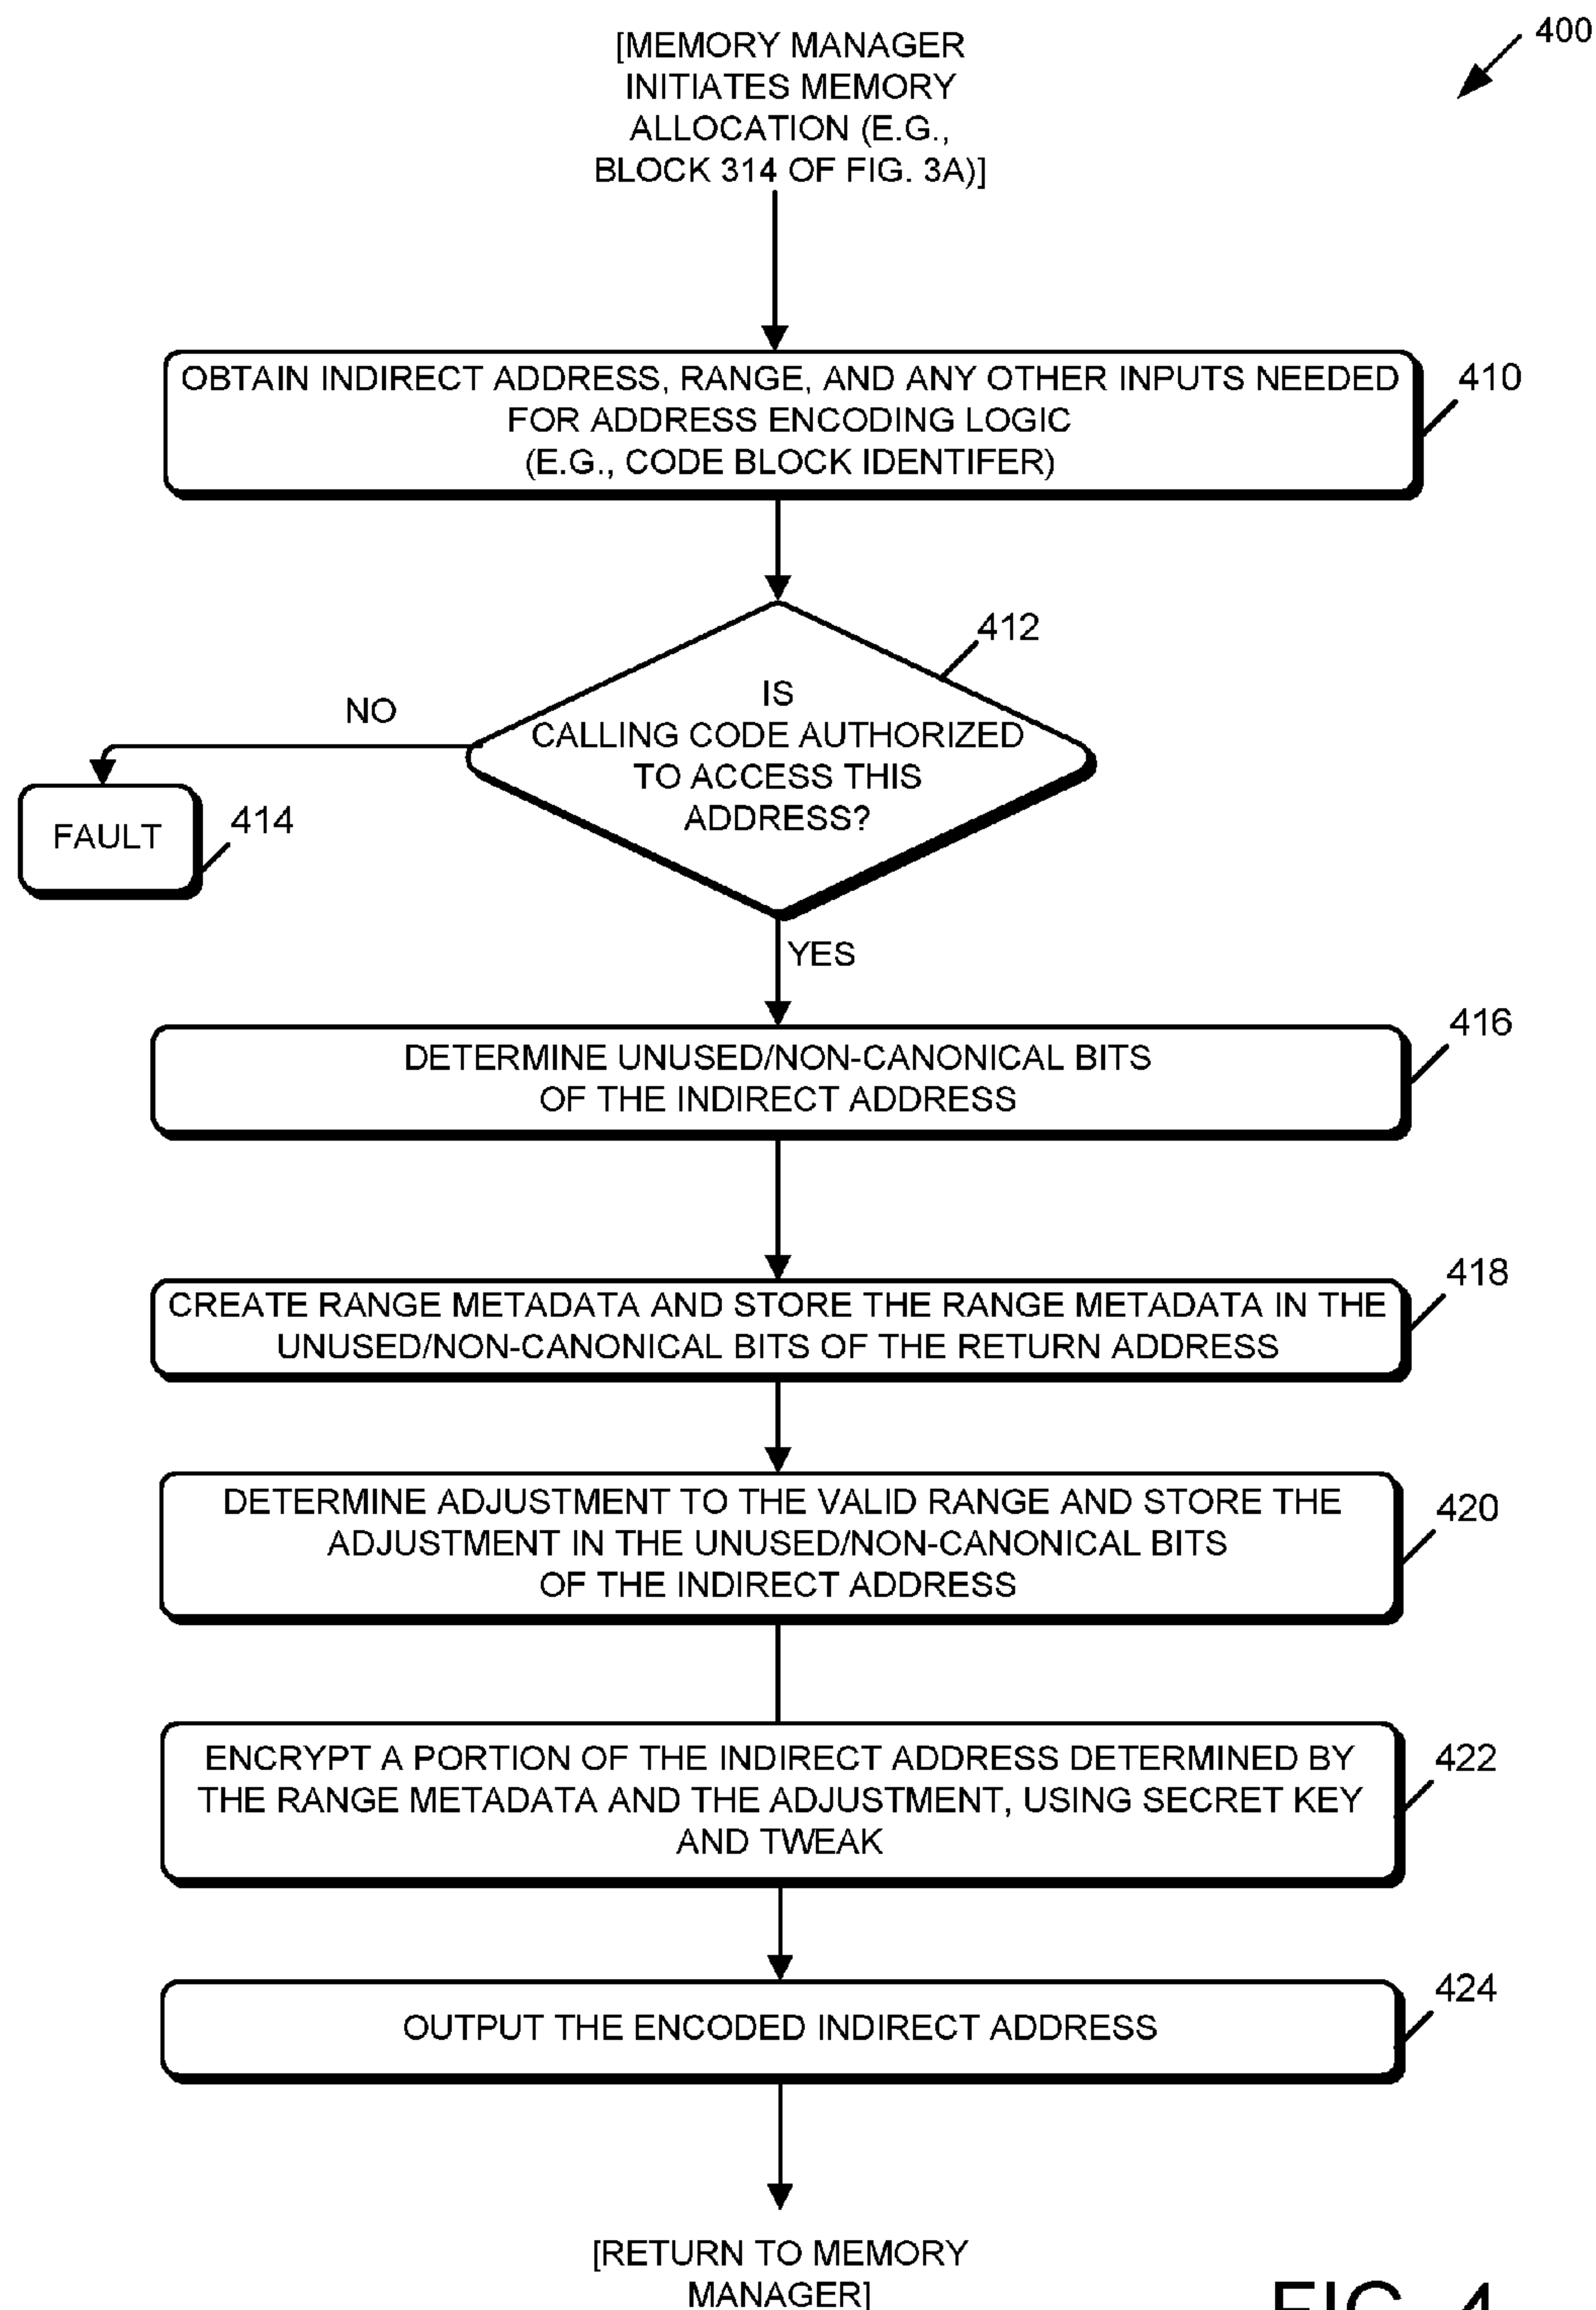 400
[MEMORY MANAGER
INITIATES MEMORY
ALLOCATION (E.G.,
BLOCK 314 OF FIG. 3A)]
OBTAIN INDIRECT ADDRESS, RANGE, AND ANY OTHER INPUTS NEEDED
FOR ADDRESS ENCODING LOGIC
(E.G., CODE BLOCK IDENTIFER)
410
412
IS
CALLING CODE AUTHORIZED
TO ACCESS THIS
ADDRESS?
NO
FAULT
414
YES
DETERMINE UNUSED/NON-CANONICAL BITS
OF THE INDIRECT ADDRESS
416
CREATE RANGE METADATA AND STORE THE RANGE METADATA IN THE
UNUSED/NON-CANONICAL BITS OF THE RETURN ADDRESS
418
DETERMINE ADJUSTMENT TO THE VALID RANGE AND STORE THE
ADJUSTMENT IN THE UNUSED/NON-CANONICAL BITS
OF THE INDIRECT ADDRESS
420
ENCRYPT A PORTION OF THE INDIRECT ADDRESS DETERMINED BY
THE RANGE METADATA AND THE ADJUSTMENT, USING SECRET KEY
AND TWEAK
422
OUTPUT THE ENCODED INDIRECT ADDRESS
424
[RETURN TO MEMORY
MANAGER]
FIG. 4